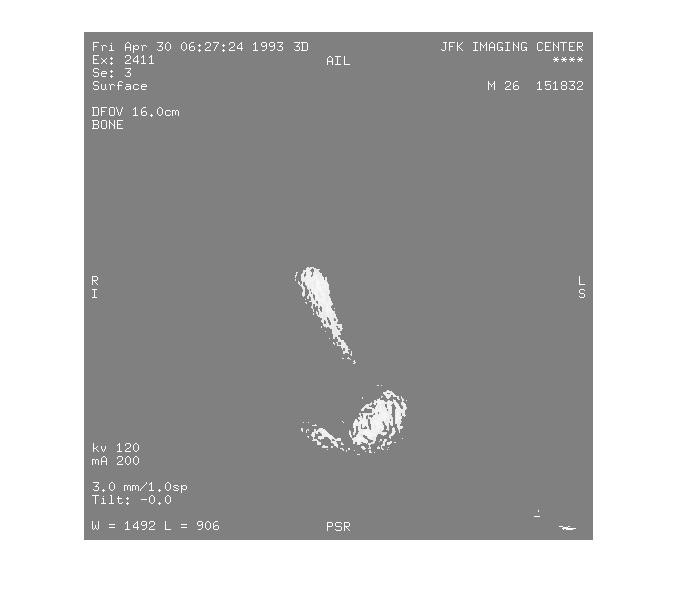 Fri Apr 30 06:27:24 1993 3D
JFK IMAGING CENTER
Ex: 2411
AIL
****
Se: 3
Surface
M 26 151832
DFOV 16.0cm
BONE
R
L
I
S
kv 120
mA 200
3.0 mm/1.0sp
Tilt: -0.0
W = 1492 L = 906
PSR